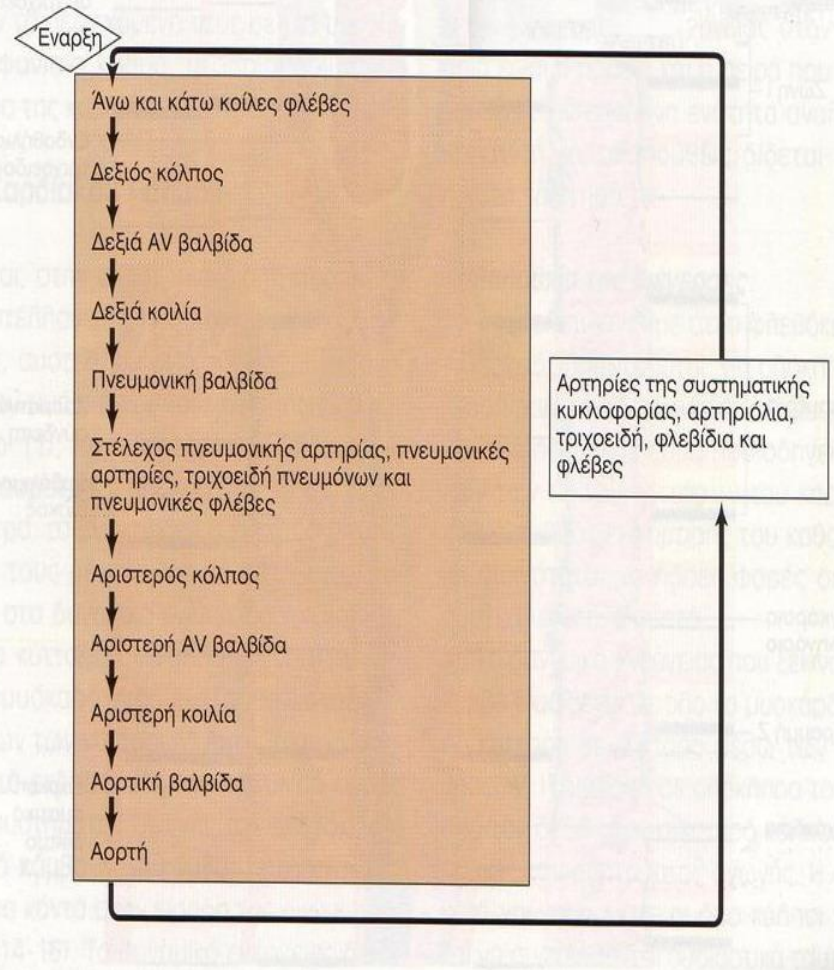 Έναρξη
Άνω και κάτω κοίλες φλέβες
Δεξιός κόλπος
Δεξιά AV βαλβίδα
Δεξιά κοιλία
Πνευμονική βαλβίδα
Στέλεχος πνευμονικής αρτηρίας, πνευμονικές
αρτηρίες, τριχοειδή πνευμόνων και
πνευμονικές φλέβες
Αριστερός κόλπος
Αριστερή AV βαλβίδα
Αριστερή κοιλία
Αορτική βαλβίδα
Αορτή
Αρτηρίες της συστηματικής
κυκλοφορίας, αρτηριόλια,
τριχοειδή, φλεβίδια και
φλέβες